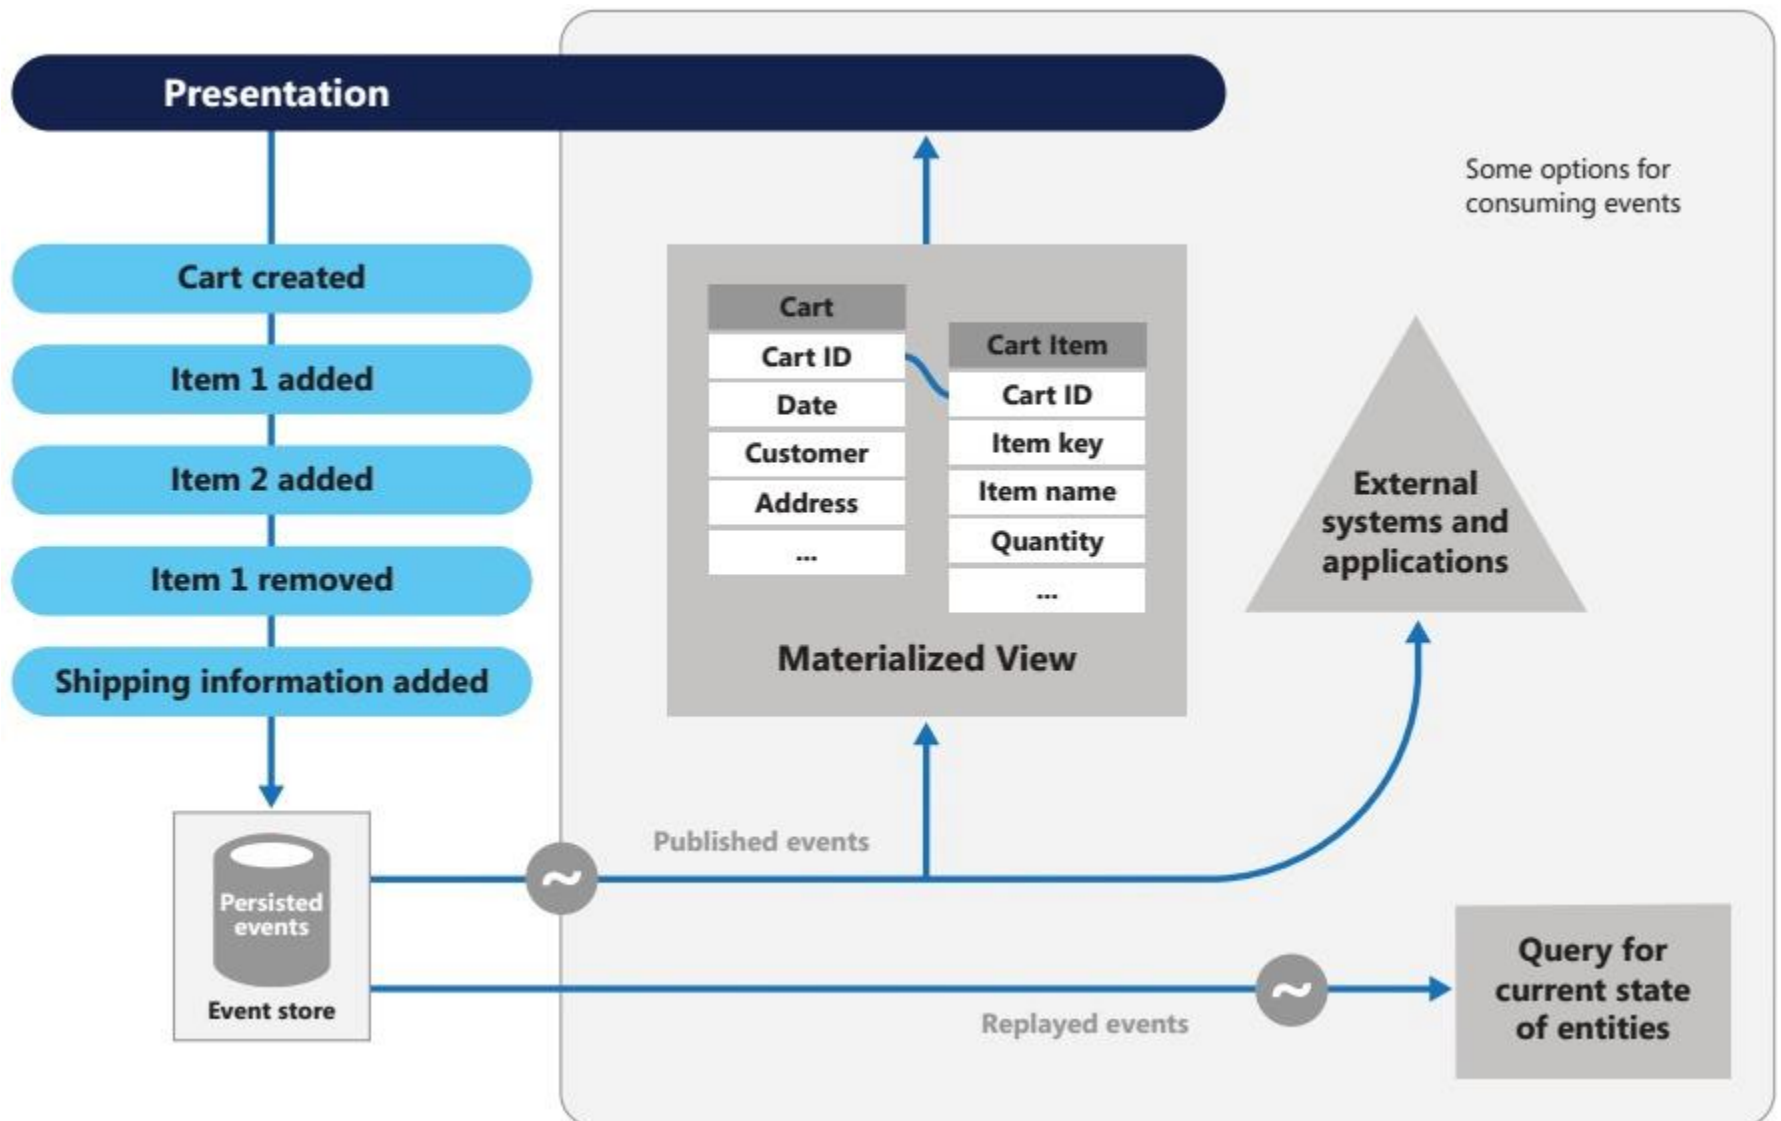 Presentation
Some options for
consuming events
Cart created
Item 1 added
Item 2 added
Item 1 removed
Shipping information added
Cart
Cart ID
Date
Customer
Address
...
Cart Item
Cart ID
Item key
Item name
Quantity
...
Materialized View
External
systems and
applications
Persisted
events
Event store
Published events
~
Replayed events
~
Query for
current state
of entities